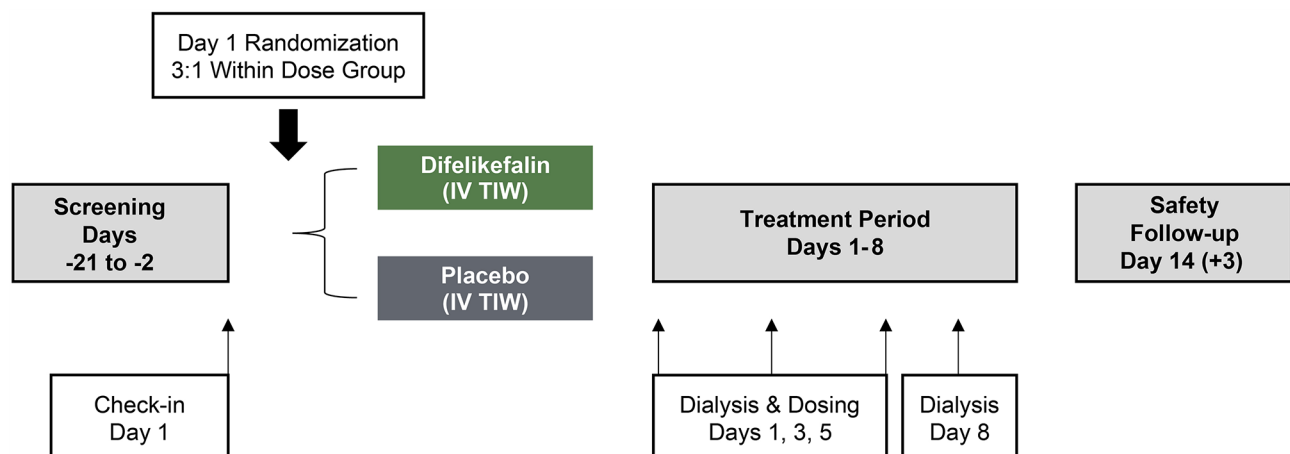 Day 1 Randomization
3:1 Within Dose Group
Difelikefalin
(IV TIW)
Screening
Days
-21 to -2
Treatment Period
Days 1-8
Safety
Follow-up
Day 14 (+3)
Placebo
(IV TIW)
Check-in
Day 1
Dialysis & Dosing
Days 1, 3, 5
Dialysis
Day 8